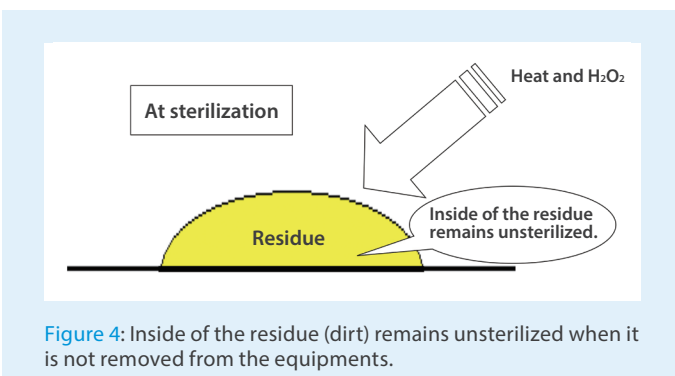 Heat and H₂O₂
At sterilization
Inside of the residue
remains unsterilized.
Residue
Figure 4: Inside of the residue (dirt) remains unsterilized when it
is not removed from the equipments.